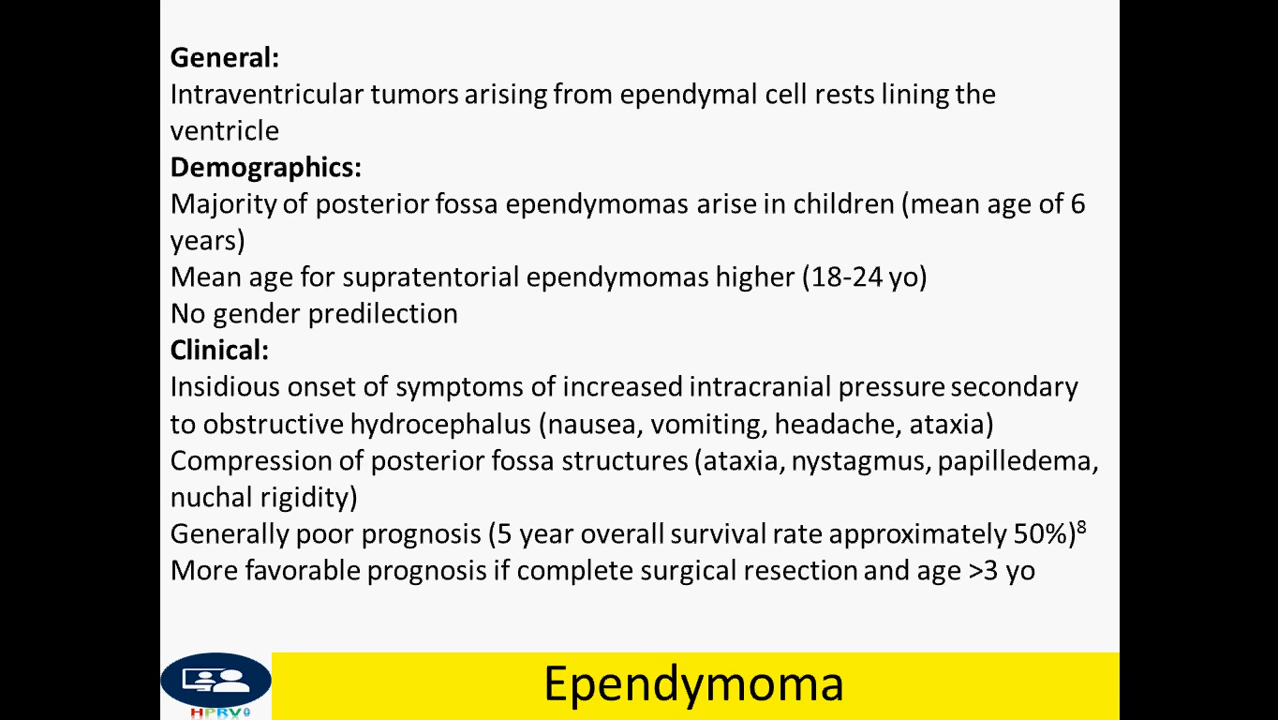 General:
Intraventricular tumors arising from ependymal cell rests lining the
ventricle
Demographics:
Majority of posterior fossa ependymomas arise in children (mean age of 6
years)
Mean age for supratentorial ependymomas higher (18-24 yo)
No gender predilection
Clinical:
Insidious onset of symptoms of increased intracranial pressure secondary
to obstructive hydrocephalus (nausea, vomiting, headache, ataxia)
Compression of posterior fossa structures (ataxia, nystagmus, papilledema,
nuchal rigidity)
Generally poor prognosis (5 year overall survival rate approximately 50%)⁸
More favorable prognosis if complete surgical resection and age >3 yo
Ependymoma